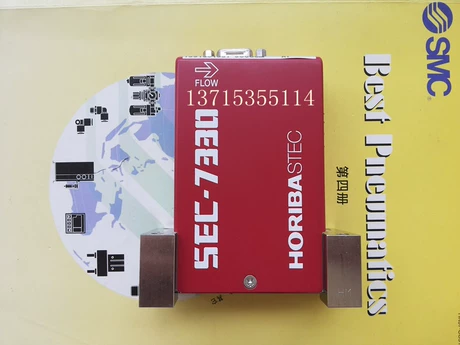 FLOW
13715355114
SEC-7330
HORIBASTEC
SMC
Best Pneumatics
第四册